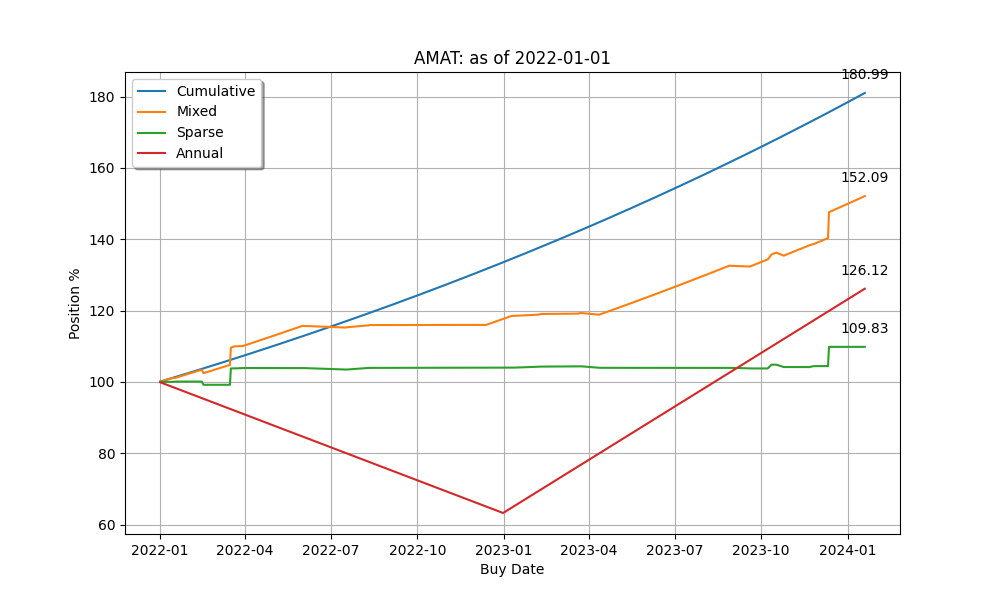 AMAT: as of 2022-01-01
180.99
152.09
126.12
109.83
Cumulative
Mixed
Sparse
Annual
Position %
180
160
140
120
100
80
60
2022-01 2022-04 2022-07 2022-10 2023-01 2023-04 2023-07 2023-10 2024-01
Buy Date